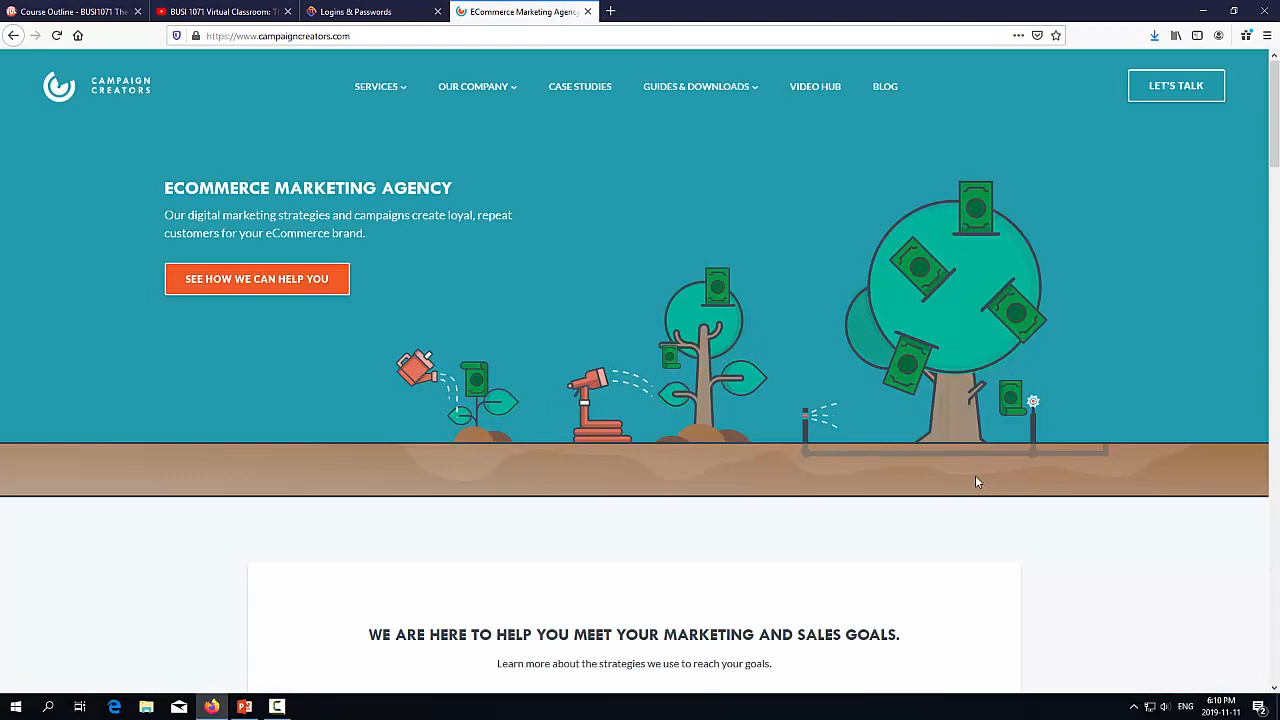 Course Outline - BUSI1071 The
BUSI 1071 Virtual Classroom: T
Logins & Passwords
ECommerce Marketing Agency
https://www.campaigncreators.com
CAMPAIGN
CREATORS
SERVICES
OUR COMPANY
CASE STUDIES
GUIDES & DOWNLOADS
VIDEO HUB
BLOG
LET'S TALK
ECOMMERCE MARKETING AGENCY
Our digital marketing strategies and campaigns create loyal, repeat
customers for your eCommerce brand.
SEE HOW WE CAN HELP YOU
WE ARE HERE TO HELP YOU MEET YOUR MARKETING AND SALES GOALS.
Learn more about the strategies we use to reach your goals.
ENG
6:10 PM
2019-11-11
2